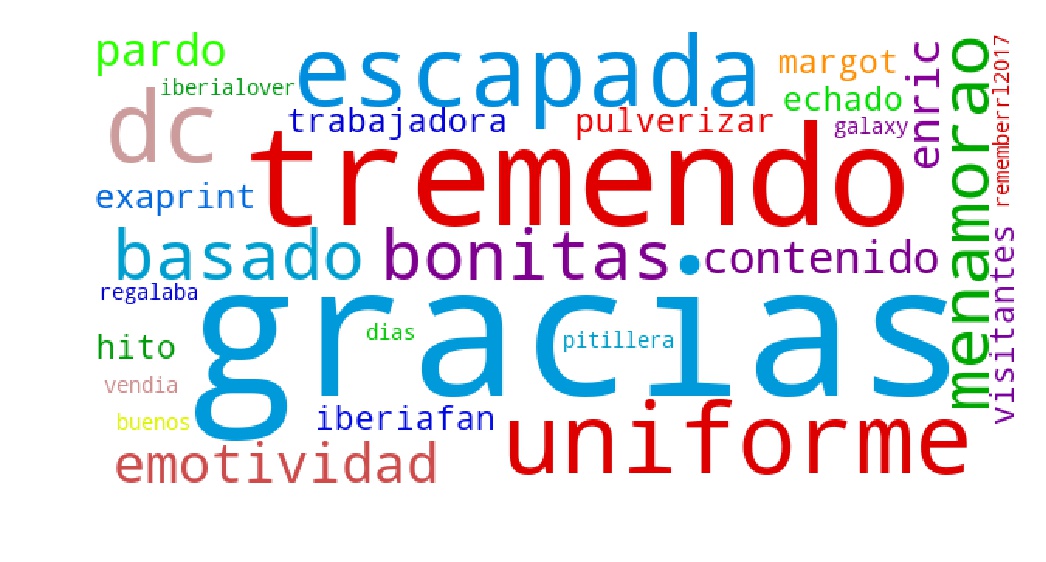 pardo
escapada
margot
enric
menamorao
rememberrl2017
iberialover
echado
dc
trabajadora
pulverizar
galaxy
tremendo
exaprint
basado
bonitas
contenido
visitantes
regalaba
gracias
dias
pitillera
hito
vendia
buenos
iberiafan
uniforme
emotividad